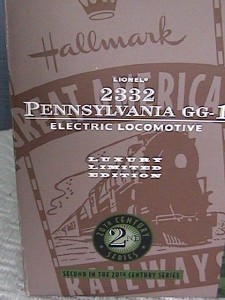 Hallmark
LIONEL®
2332
PENNSYLVANIA GG-1
ELECTRIC LOCOMOTIVE
LUXURY
LIMITED
EDITION
GREAT AMERICAN
RAILWAYS
20TH CENTURY
2ND
SERIES
SECOND IN THE 20TH CENTURY SERIES